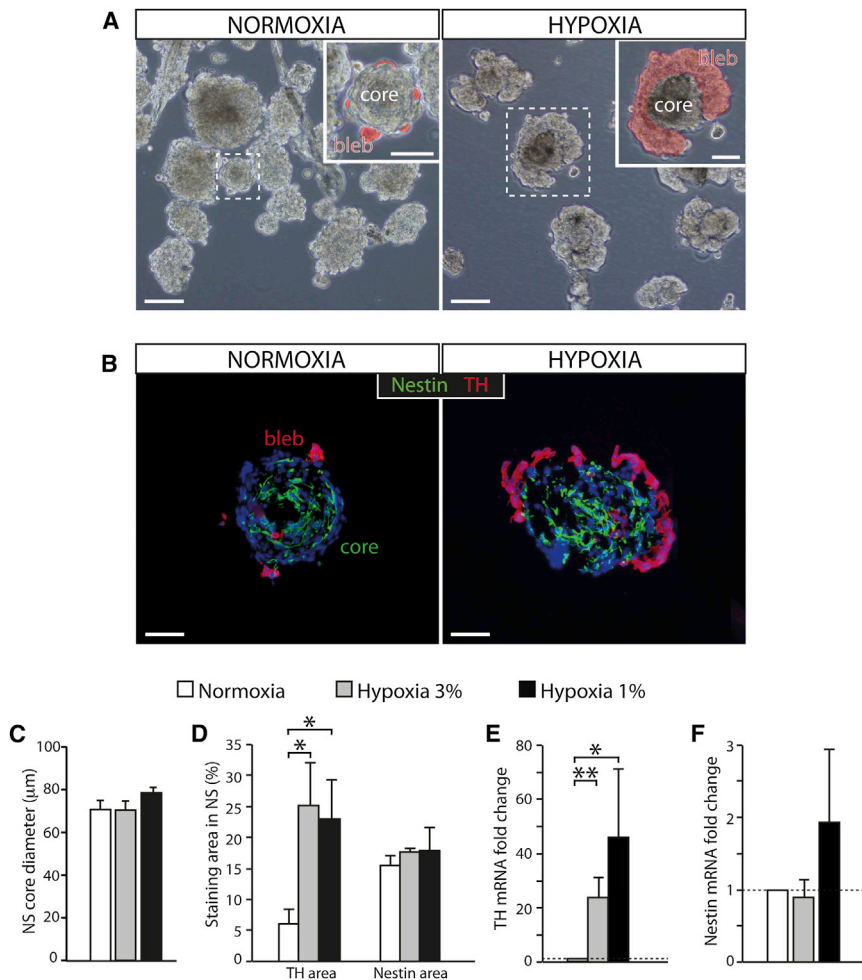 A
NORMOXIA
HYPOXIA
core
bleb
bleb
core
B
NORMOXIA
HYPOXIA
Nestin TH
bleb
core
Normoxia
Hypoxia 3%
Hypoxia 1%
C
NS core diameter (μm)
100
80
60
40
20
0
D
Staining area in NS (%)
35
30
25
20
15
10
5
0
*
*
TH area
Nestin area
E
TH mRNA fold change
80
60
40
20
0
*
**
F
Nestin mRNA fold change
3
2
1
0